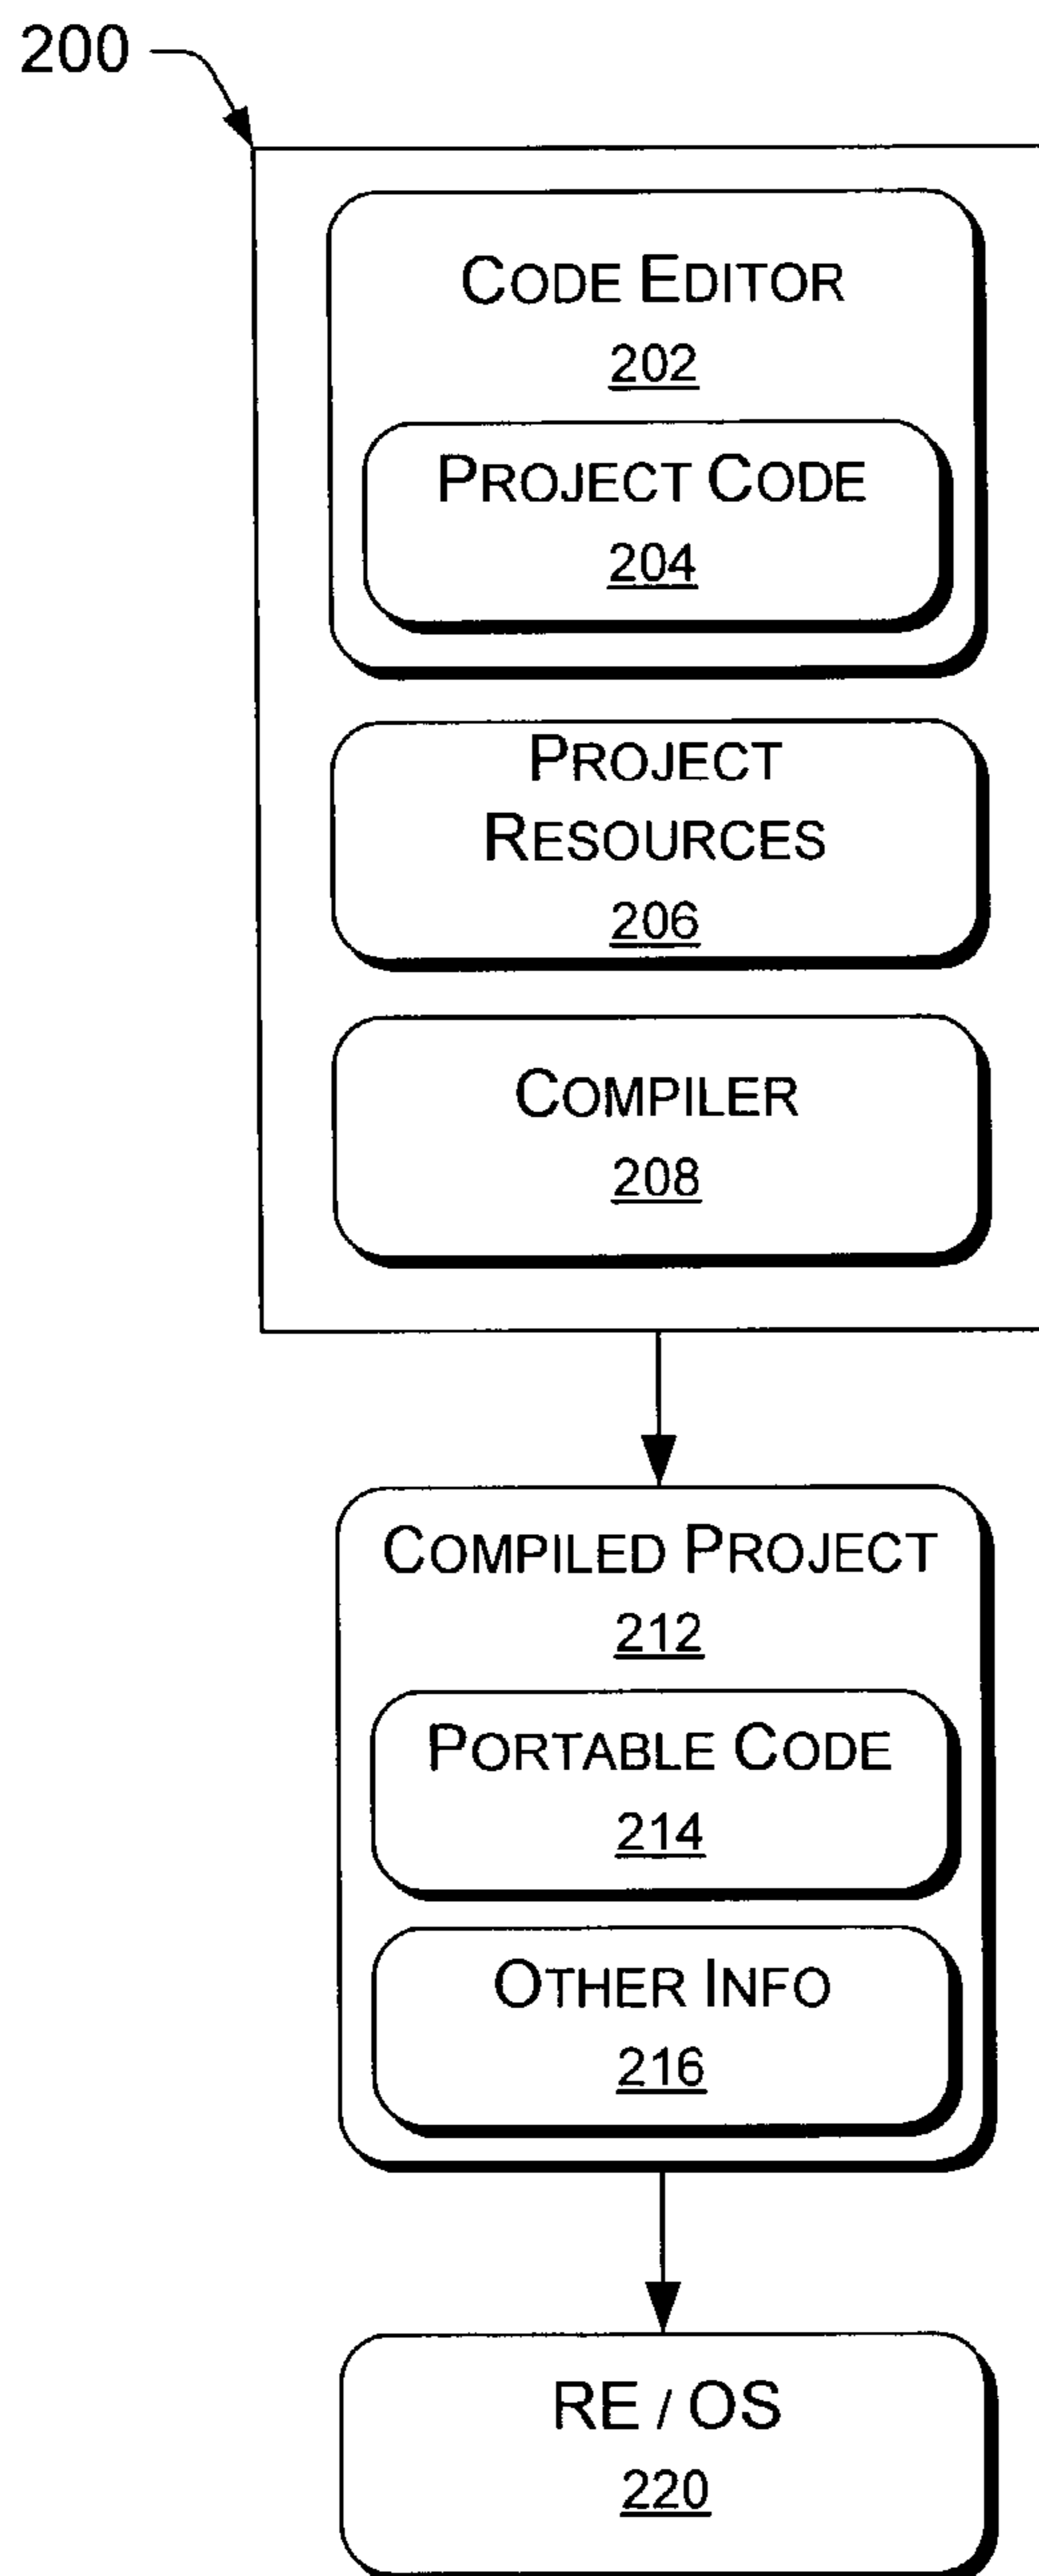 200
CODE EDITOR
202
PROJECT CODE
204
PROJECT
RESOURCES
206
COMPILER
208
COMPILED PROJECT
212
PORTABLE CODE
214
OTHER INFO
216
RE / OS
220